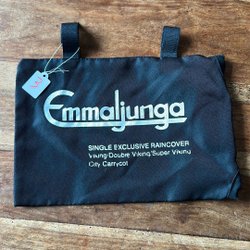 Emmaljunga
SINGLE EXCLUSIVE RAINCOVER
Viking/Double Viking/Super Viking
City Carrycot